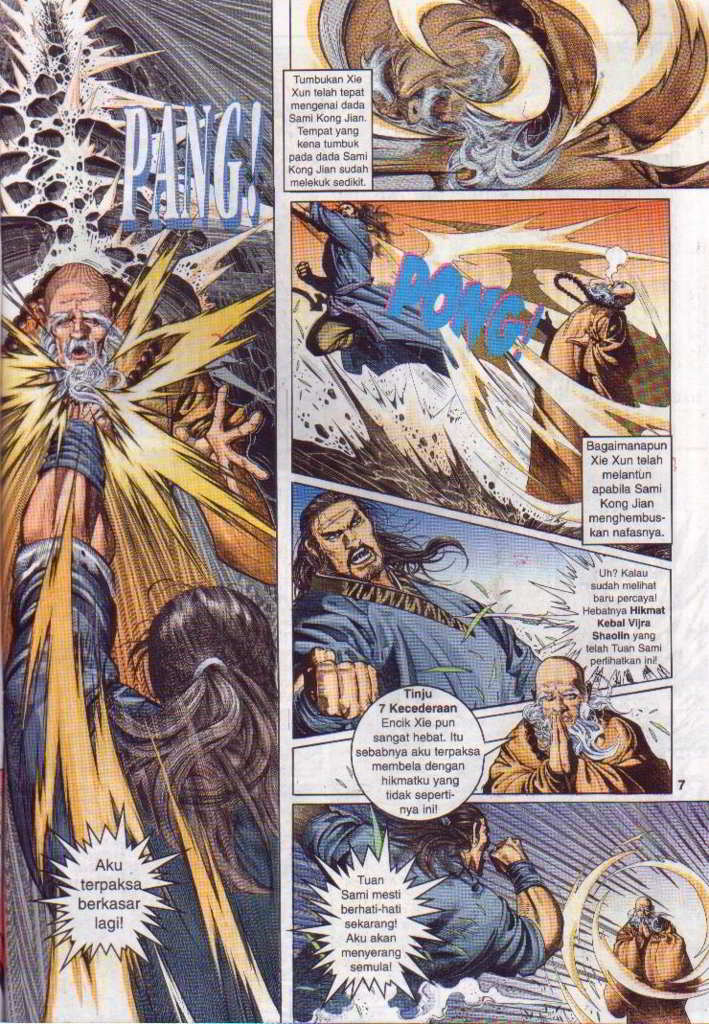 PANG!
Aku
terpaksa
berkasar
lagi!
Tumbukan Xie
Xun telah tepat
mengenai dada
Sami Kong Jian.
Tempat yang
kena tumbuk
pada dada Sami
Kong Jian sudah
melekuk sedikit.
PONG!
Bagaimanapun
Xie Xun telah
melantun
apabila Sami
Kong Jian
menghembus-
kan nafasnya.
Uh? Kalau
sudah melihat
baru percaya!
Hebatnya Hikmat
Kebal Vijra
Shaolin yang
telah Tuan Sami
perlihatkan ini!
Tinju
7 Kecederaan
Encik Xie pun
sangat hebat. Itu
sebabnya aku terpaksa
membela dengan
hikmatku yang
tidak seperti-
nya ini!
7
Tuan
Sami mesti
berhati-hati
sekarang!
Aku akan
menyerang
semula!